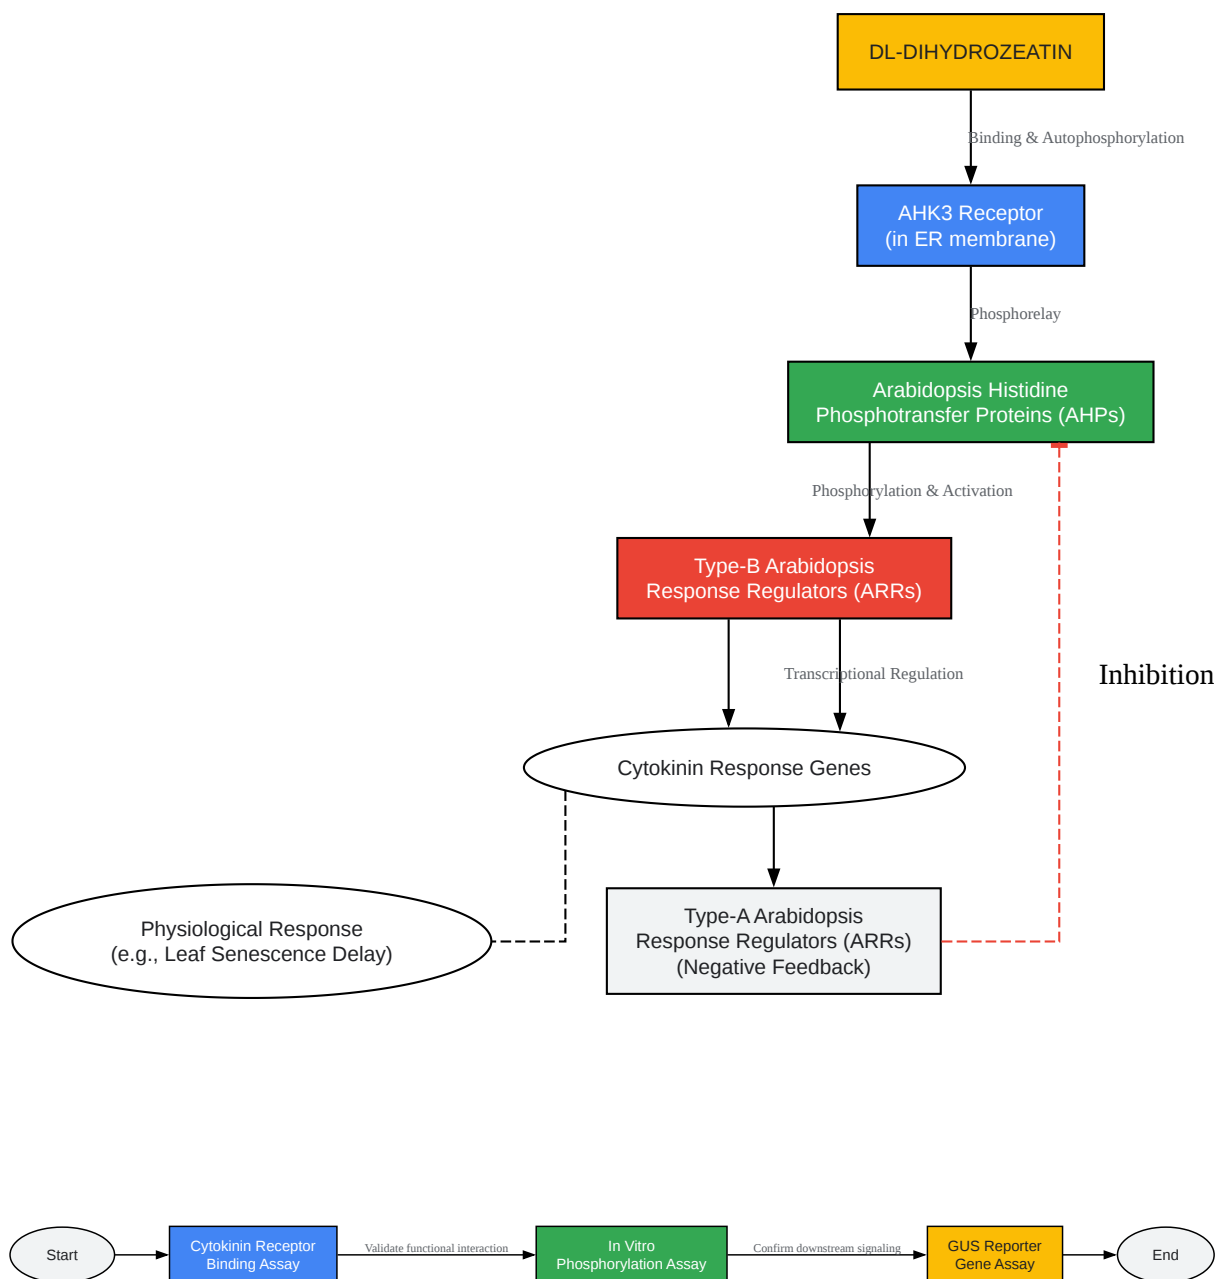 DL-DIHYDROZEATIN
Binding & Autophosphorylation
AHK3 Receptor
(in ER membrane)
Phosphorelay
Arabidopsis Histidine
Phosphotransfer Proteins (AHPs)
Phosphorylation & Activation
Type-B Arabidopsis
Response Regulators (ARRs)
Transcriptional Regulation
Inhibition
Cytokinin Response Genes
Physiological Response
(e.g., Leaf Senescence Delay)
Type-A Arabidopsis
Response Regulators (ARRs)
(Negative Feedback)
Start
Cytokinin Receptor
Binding Assay
Validate functional interaction
In Vitro
Phosphorylation Assay
Confirm downstream signaling
GUS Reporter
Gene Assay
End